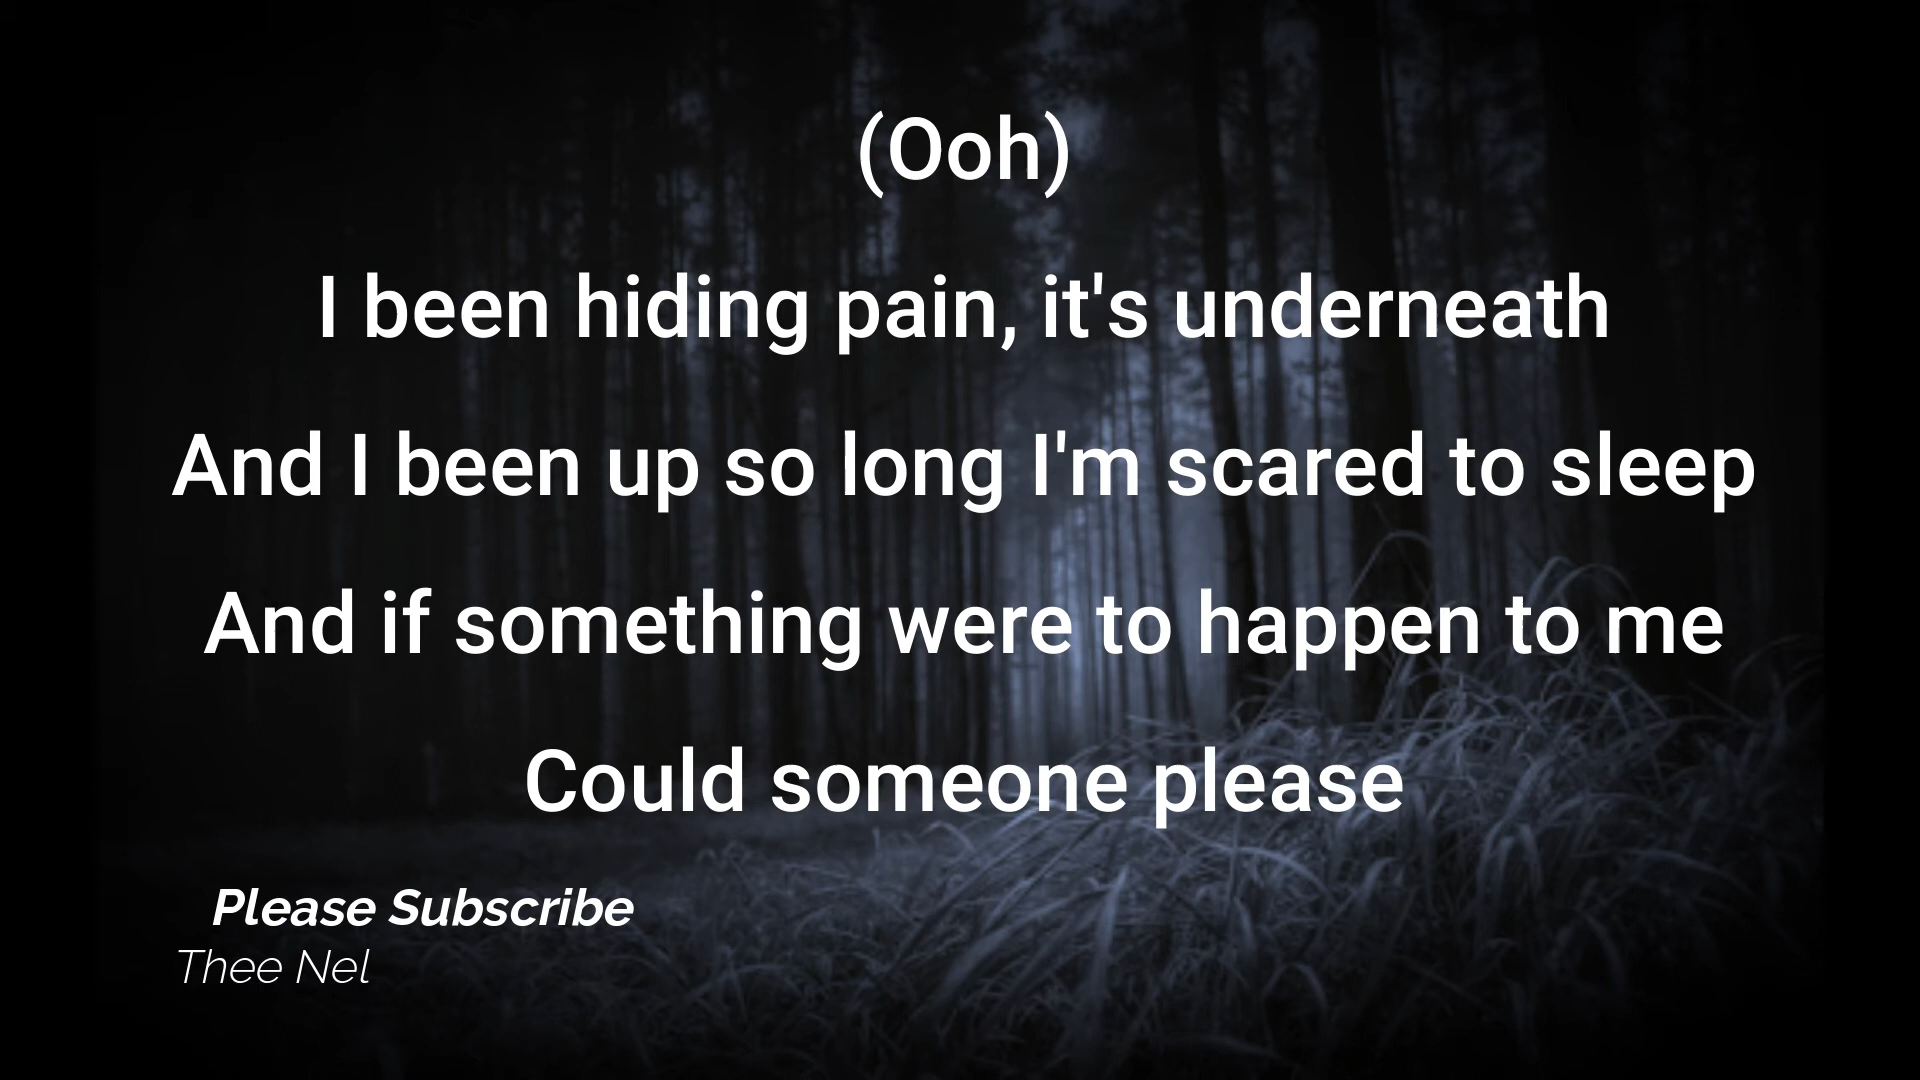 (Ooh)
I been hiding pain, it's underneath
And I been up so long I'm scared to sleep
And if something were to happen to me
Could someone please
Please Subscribe
Thee Nel